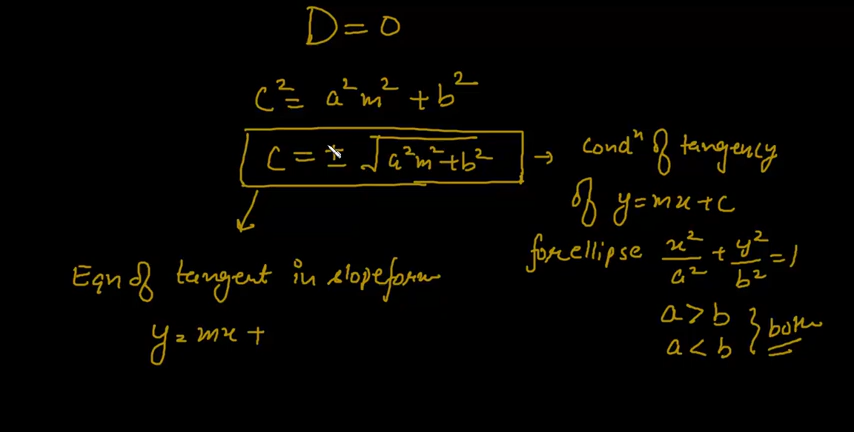 D = 0
c² = a²m² + b²
c = ± √a²m² + b² → condⁿ of tangency
of y = mx + c
for ellipse x²/a² + y²/b² = 1
a > b
a < b } both
Eqn of tangent in slope form
y = mx +